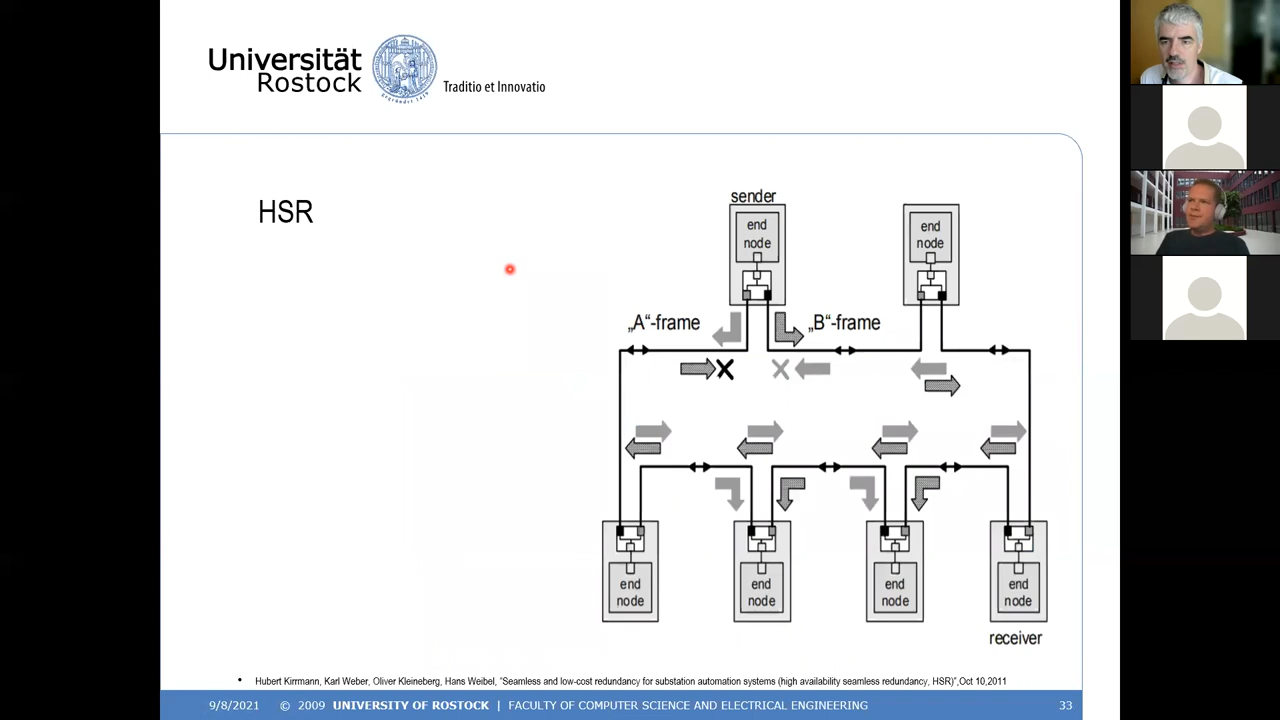 Universität
Rostock
Traditio et Innovatio
HSR
sender
end
node
end
node
„A“-frame
„B“-frame
end
node
end
node
end
node
end
node
receiver
• Hubert Kirrmann, Karl Weber, Oliver Kleineberg, Hans Weibel, "Seamless and low-cost redundancy for substation automation systems (high availability seamless redundancy, HSR)",Oct 10,2011
9/8/2021 © 2009 UNIVERSITY OF ROSTOCK | FACULTY OF COMPUTER SCIENCE AND ELECTRICAL ENGINEERING 33